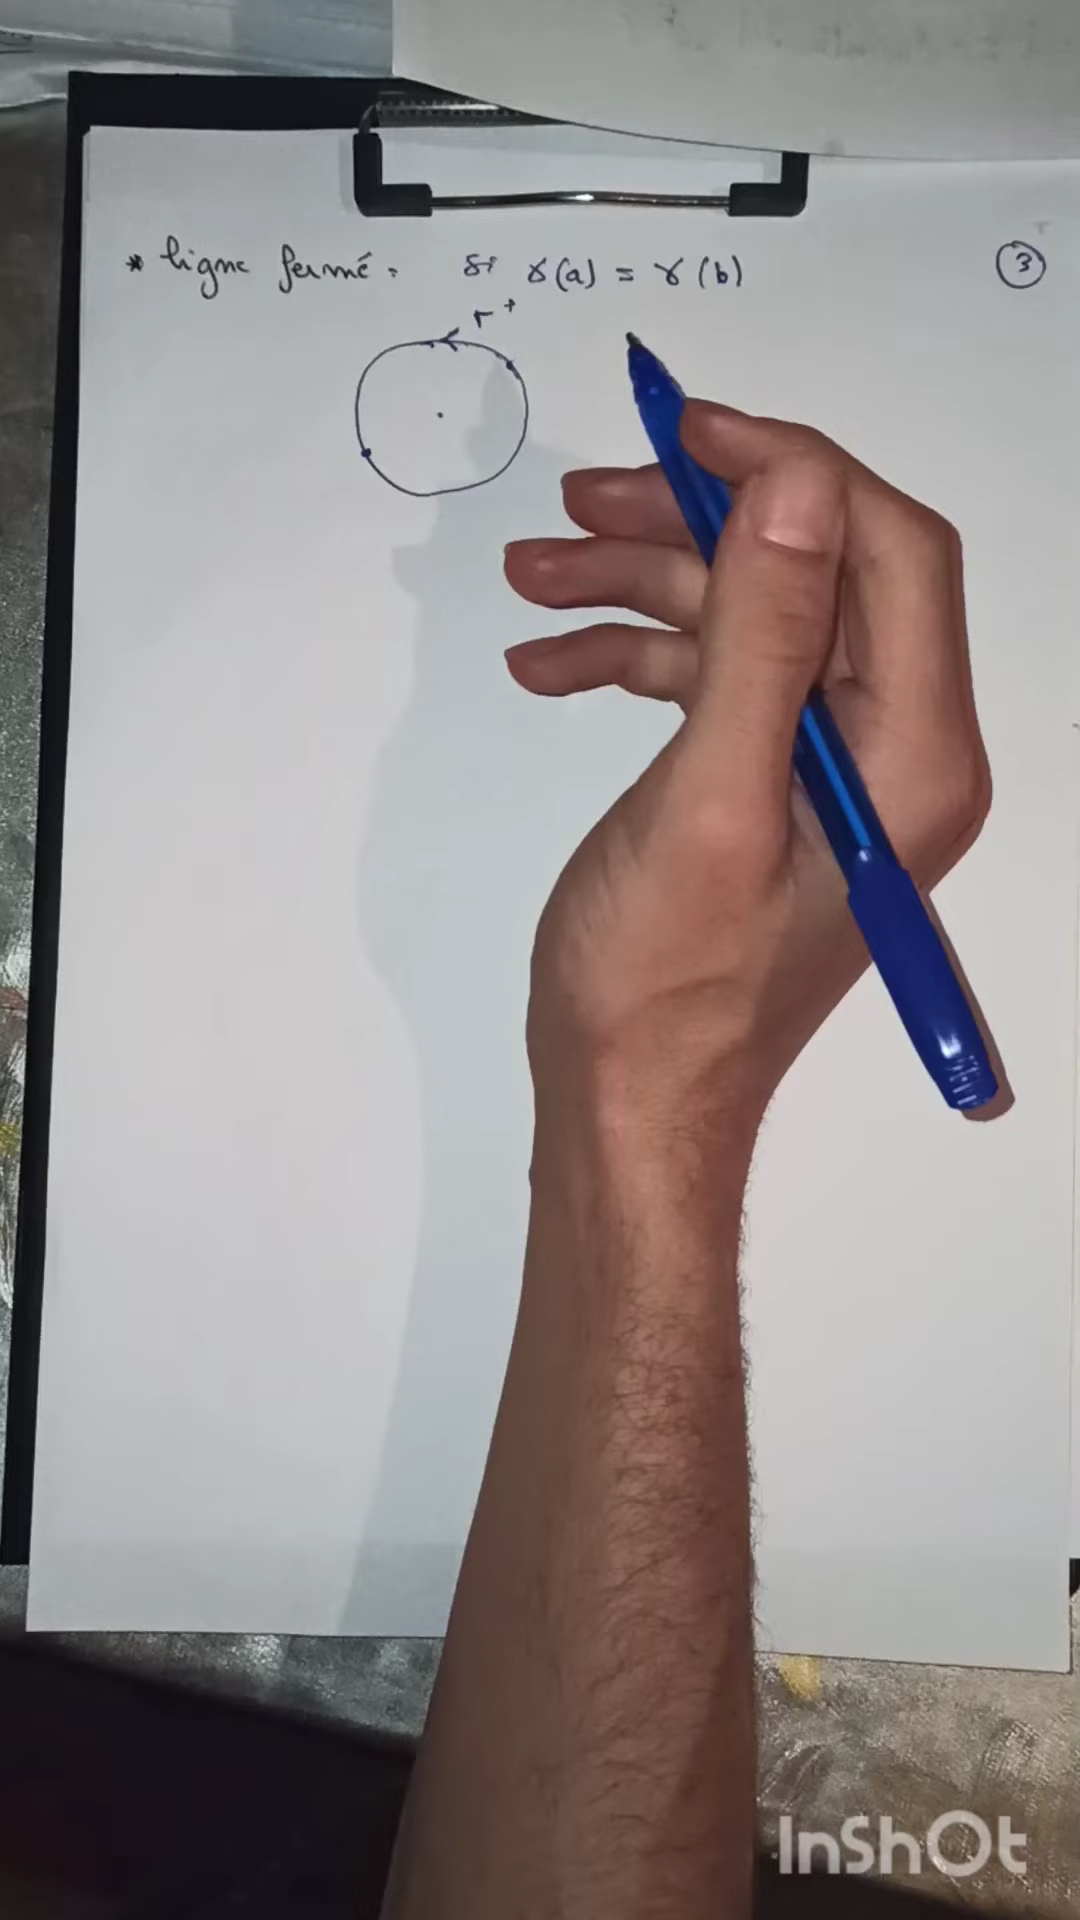 * ligne fermé : si γ(a) = γ(b)
3
r +
InShOt